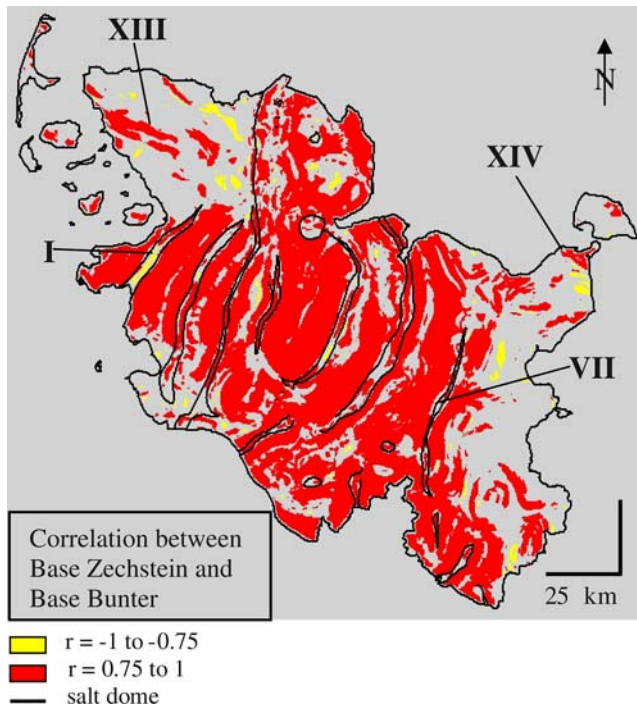 XIII
N
XIV
I
VII
Correlation between
Base Zechstein and
Base Bunter
25 km
r = -1 to -0.75
r = 0.75 to 1
salt dome